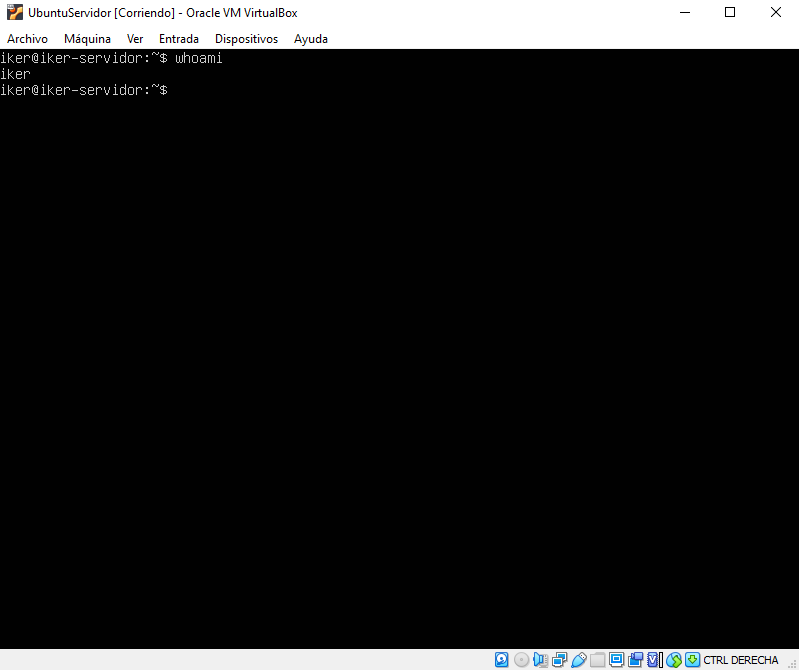 UbuntuServidor [Corriendo] - Oracle VM VirtualBox
Archivo Máquina Ver Entrada Dispositivos Ayuda
iker@iker-servidor:~$ whoami
iker
iker@iker-servidor:~$
CTRL DERECHA